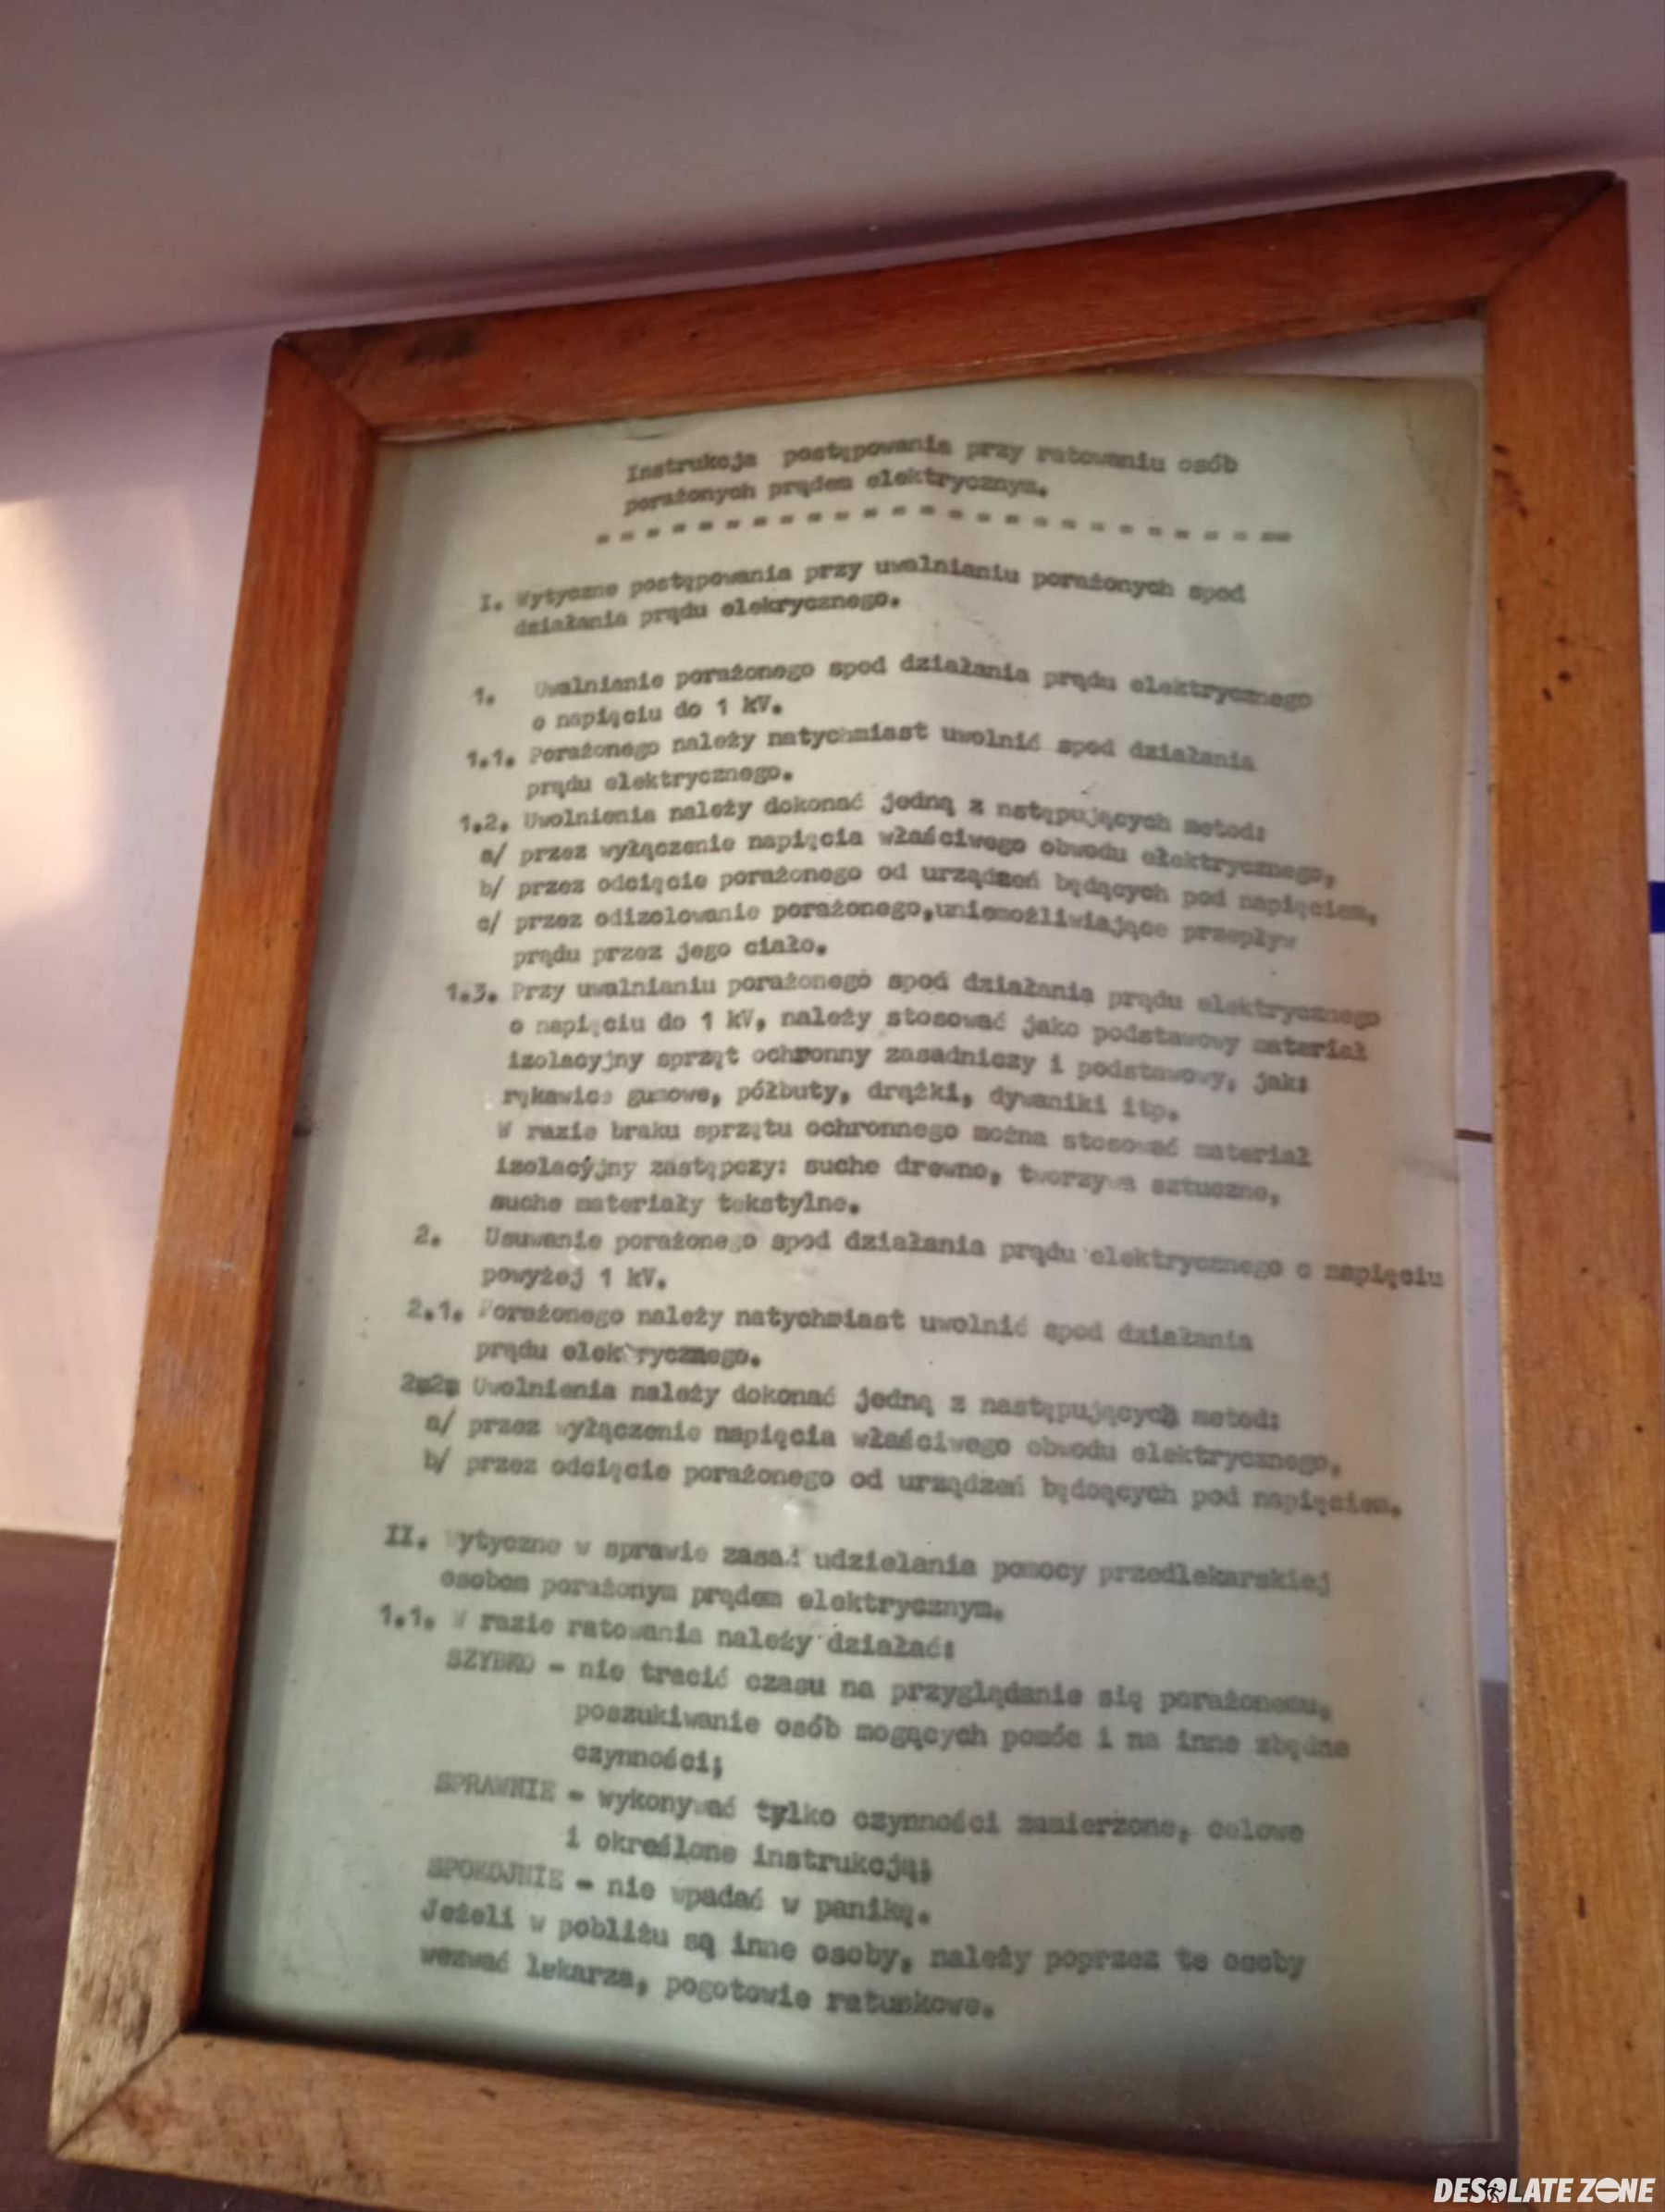 Instrukcja postępowania przy ratowaniu osób
porażonych prądem elektrycznym.
I. Wytyczne postępowania przy uwalnianiu porażonych spod
działania prądu elekrycznego.
1. Uwalnianie porażonego spod działania prądu elektrycznego
o napięciu do 1 kV.
1.1. Porażonego należy natychmiast uwolnić spod działania
prądu elektrycznego.
1.2. Uwolnienia należy dokonać jedną z nstępujących metod:
a/ przez wyłączenie napięcia właściwego obwodu ełektrycznego,
b/ przez odcięcie porażonego od urządzeń będących pod napięciem,
c/ przez odizolowanie porażonego,uniemożliwiające przepływ
prądu przez jego ciało.
1.3. Przy uwalnianiu porażonego spod działania prądu elektrycznego
o napięciu do 1 kV, należy stosować jako podstawowy materiał
izolacyjny sprzęt ochronny zasadniczy i podstawowy, jak:
rękawice gumowe, półbuty, drążki, dywaniki itp.
W razie braku sprzętu ochronnego można stosować materiał
izolacyjny zastępczy: suche drewno, tworzywa sztuczne,
suche materiały tekstylne.
2. Usuwanie porażonego spod działania prądu elektrycznego o napięciu
powyżej 1 kV.
2.1. Porażonego należy natychmiast uwolnić spod działania
prądu elektrycznego.
2.2. Uwolnienia należy dokonać jedną z następujących metod:
a/ przez wyłączenie napięcia właściwego obwodu elektrycznego,
b/ przez odcięcie porażonego od urządzeń będoących pod napięciem.
II. Wytyczne w sprawie zasad udzielania pomocy przedlekarskiej
osobom porażonym prądem elektrycznym.
1.1. W razie ratowania należy działać:
SZYBKO - nie tracić czasu na przyglądanie się porażonemu,
poszukiwanie osób mogących pomóc i na inne zbędne
czynności;
SPRAWNIE - wykonywać tylko czynności zamierzone, celowe
i określone instrukcją;
SPOKOJNIE - nie wpadać w panikę.
Jeżeli w pobliżu są inne osoby, należy poprzez te osoby
wezwać lekarza, pogotowie ratunkowe.
DESOLATE ZONE